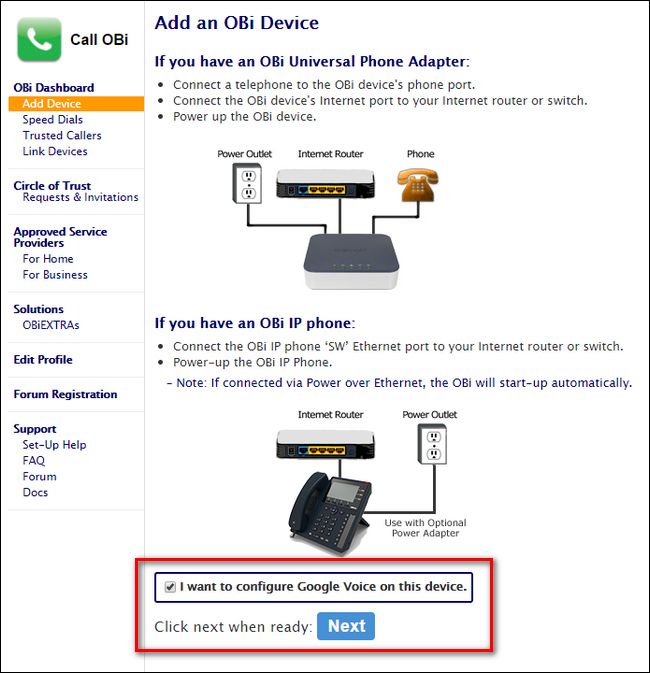 Call OBi
OBi Dashboard
Add Device
Speed Dials
Trusted Callers
Link Devices
Circle of Trust
Requests & Invitations
Approved Service
Providers
For Home
For Business
Solutions
OBiEXTRAs
Edit Profile
Forum Registration
Support
Set-Up Help
FAQ
Forum
Docs
Add an OBi Device
If you have an OBi Universal Phone Adapter:
• Connect a telephone to the OBi device's phone port.
• Connect the OBi device's Internet port to your Internet router or switch.
• Power up the OBi device.
Power Outlet Internet Router Phone
If you have an OBi IP phone:
• Connect the OBi IP phone ‘SW’ Ethernet port to your Internet router or switch.
• Power-up the OBi IP Phone.
– Note: If connected via Power over Ethernet, the OBi will start-up automatically.
Internet Router Power Outlet
Use with Optional
Power Adapter
I want to configure Google Voice on this device.
Click next when ready: Next